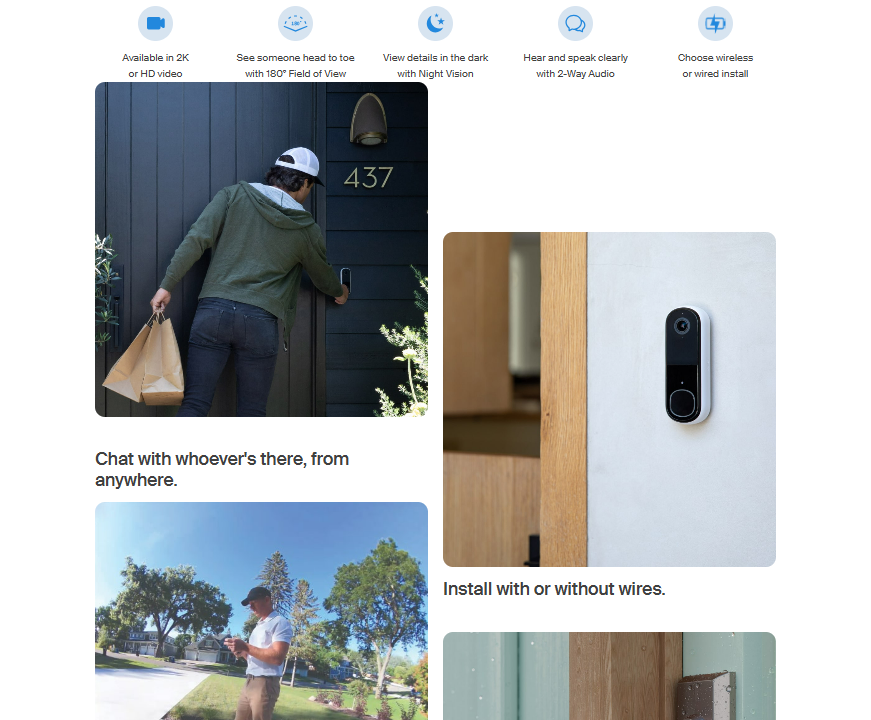 180°
Available in 2K
or HD video
See someone head to toe
with 180° Field of View
View details in the dark
with Night Vision
Hear and speak clearly
with 2-Way Audio
Choose wireless
or wired install
437
Chat with whoever's there, from
anywhere.
Install with or without wires.